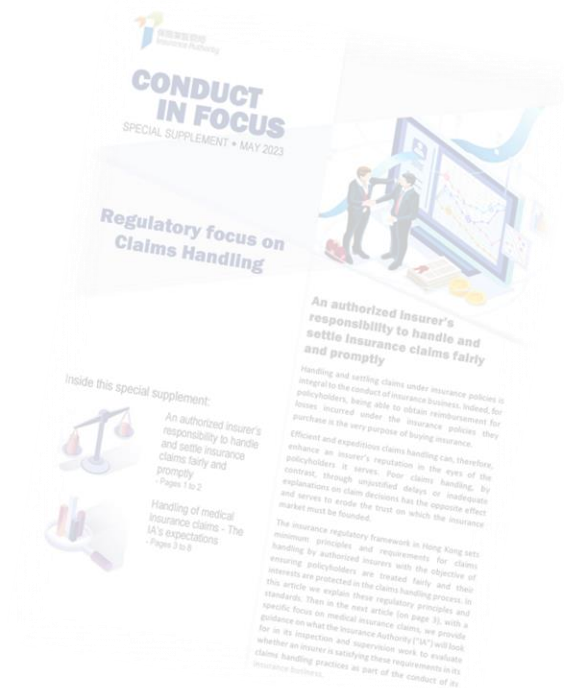 保險業監管局
Insurance Authority
CONDUCT
IN FOCUS
SPECIAL SUPPLEMENT • MAY 2023
Regulatory focus on
Claims Handling
Inside this special supplement:
An authorized insurer's
responsibility to handle
and settle insurance
claims fairly and
promptly
- Pages 1 to 2
Handling of medical
insurance claims - The
IA's expectations
- Pages 3 to 8
An authorized insurer's
responsibility to handle and
settle insurance claims fairly
and promptly
Handling and settling claims under insurance policies is
integral to the conduct of insurance business. Indeed, for
policyholders, being able to obtain reimbursement for
losses incurred under the insurance policies they
purchase is the very purpose of buying insurance.
Efficient and expeditious claims handling can, therefore,
enhance an insurer's reputation in the eyes of the
policyholders it serves. Poor claims handling, by
contrast, through unjustified delays or inadequate
explanations on claim decisions has the opposite effect
and serves to erode the trust on which the insurance
market must be founded.
The insurance regulatory framework in Hong Kong sets
minimum principles and requirements for claims
handling by authorized insurers with the objective of
ensuring policyholders are treated fairly and their
interests are protected in the claims handling process. In
this article we explain these regulatory principles and
standards. Then in the next article (on page 3), with a
specific focus on medical insurance claims, we provide
guidance on what the Insurance Authority ("IA") will look
for in its inspection and supervision work to evaluate
whether an insurer is satisfying these requirements in its
claims handling practices as part of the conduct of its
insurance business.